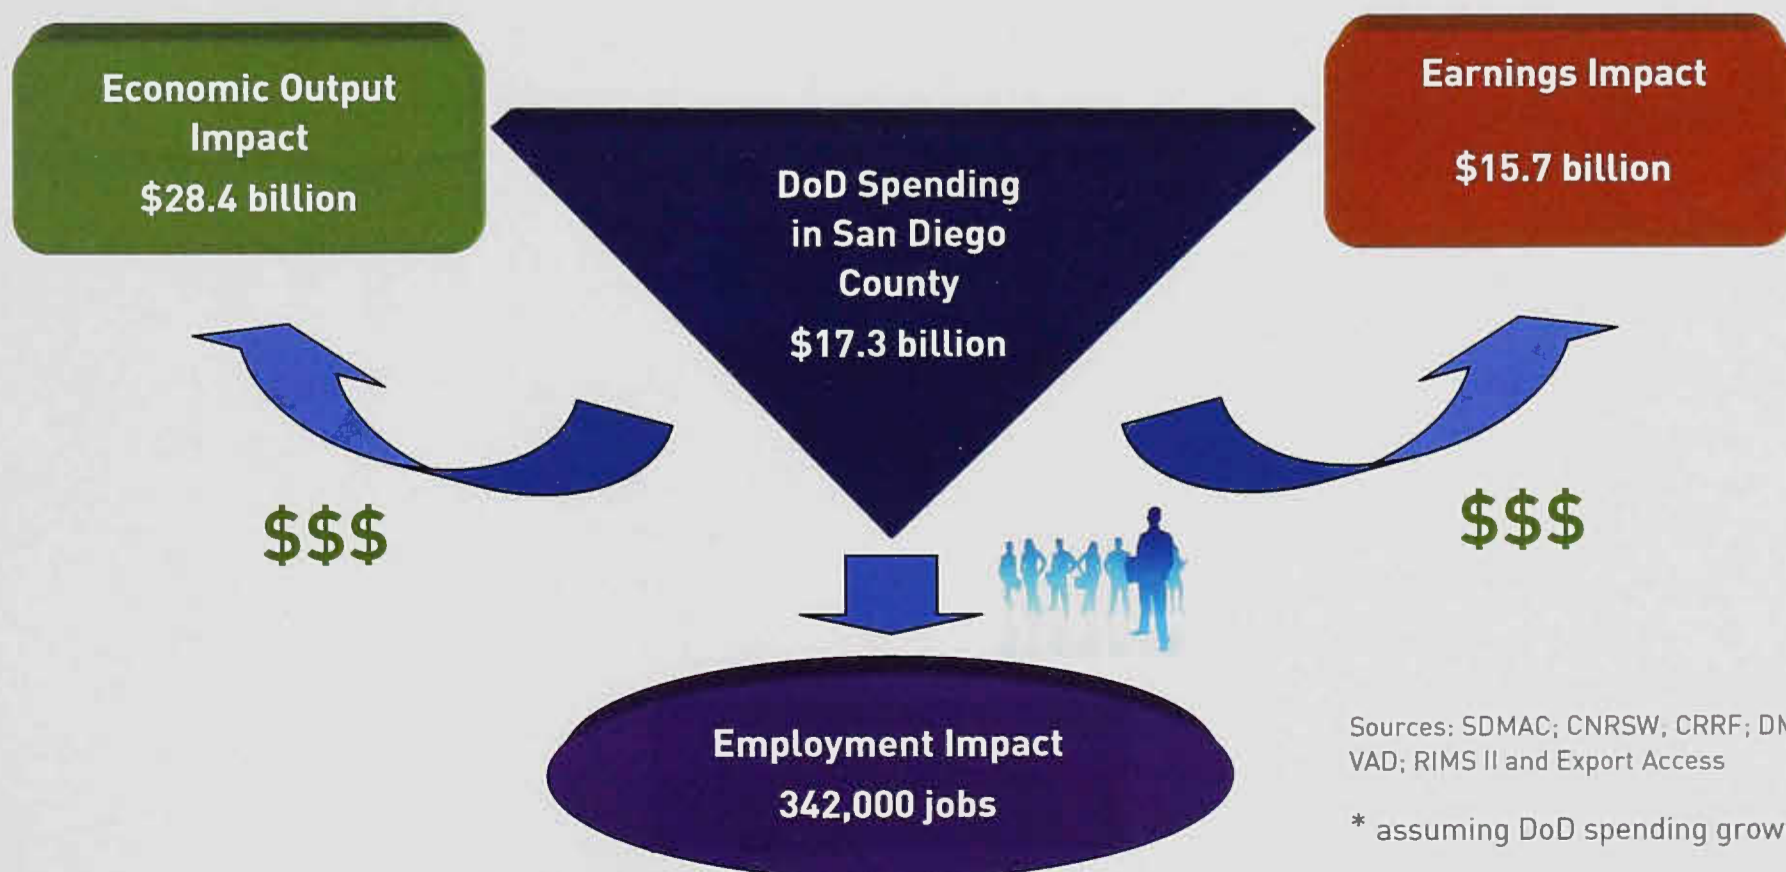 Economic Output
Impact
$28.4 billion
DoD Spending
in San Diego
County
$17.3 billion
Earnings Impact
$15.7 billion
$$$
$$$
Employment Impact
342,000 jobs
Sources: SDMAC; CNRSW, CRRF;
VAD; RIMS II and Export Access
* assuming DoD spending